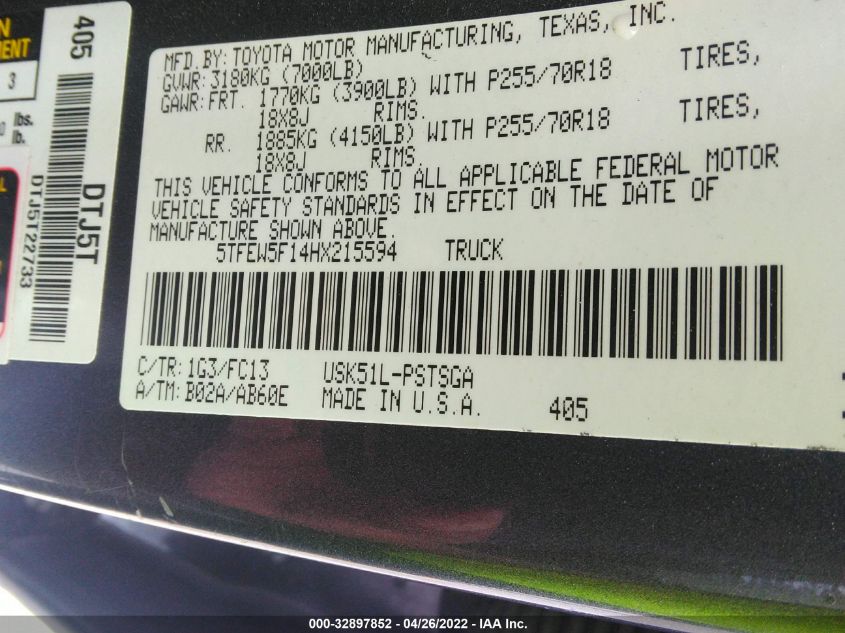 N
MENT
3
0 lbs.
lb.
405
DTJ5T
DTJ5T22733
MFD.BY:TOYOTA MOTOR MANUFACTURING, TEXAS, INC.
GVWR:3180KG (7000LB)
GAWR:FRT. 1770KG (3900LB) WITH P255/70R18 TIRES,
18X8J RIMS.
RR. 1885KG (4150LB) WITH P255/70R18 TIRES,
18X8J RIMS.
THIS VEHICLE CONFORMS TO ALL APPLICABLE FEDERAL MOTOR
VEHICLE SAFETY STANDARDS IN EFFECT ON THE DATE OF
MANUFACTURE SHOWN ABOVE.
5TFEW5F14HX215594 TRUCK
C/TR:1G3/FC13 USK51L-PSTSGA
A/TM:B02A/AB60E MADE IN U.S.A. 405
000-32897852 - 04/26/2022 - IAA Inc.